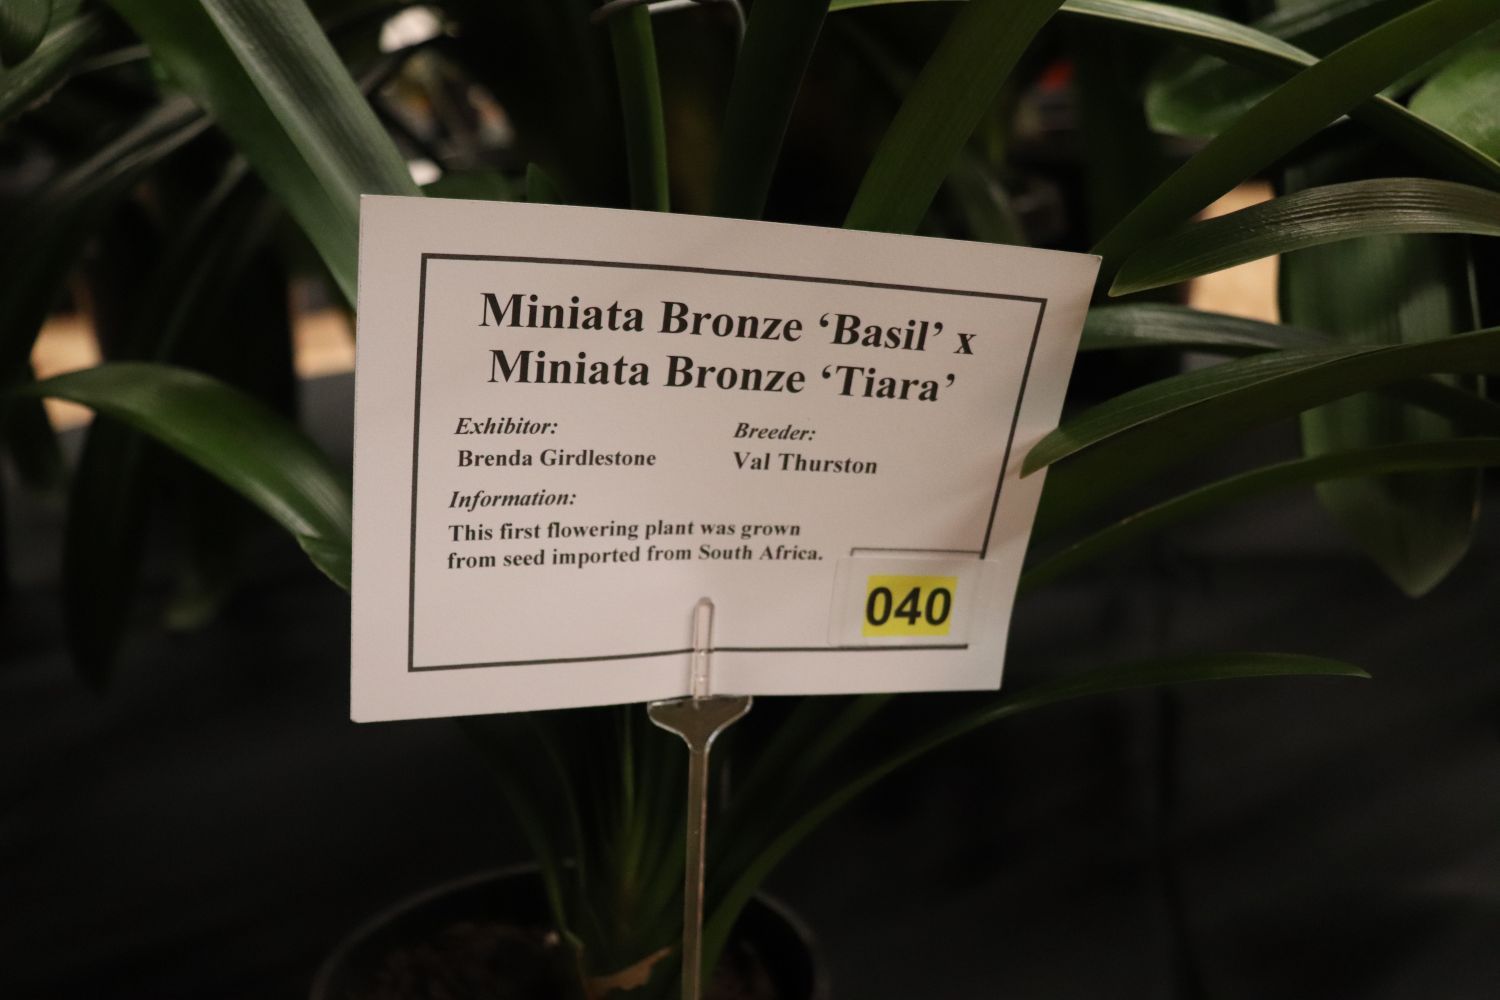 Miniata Bronze ‘Basil’ x
Miniata Bronze ‘Tiara’
Exhibitor:
Breeder:
Brenda Girdlestone
Val Thurston
Information:
This first flowering plant was grown
from seed imported from South Africa.
040